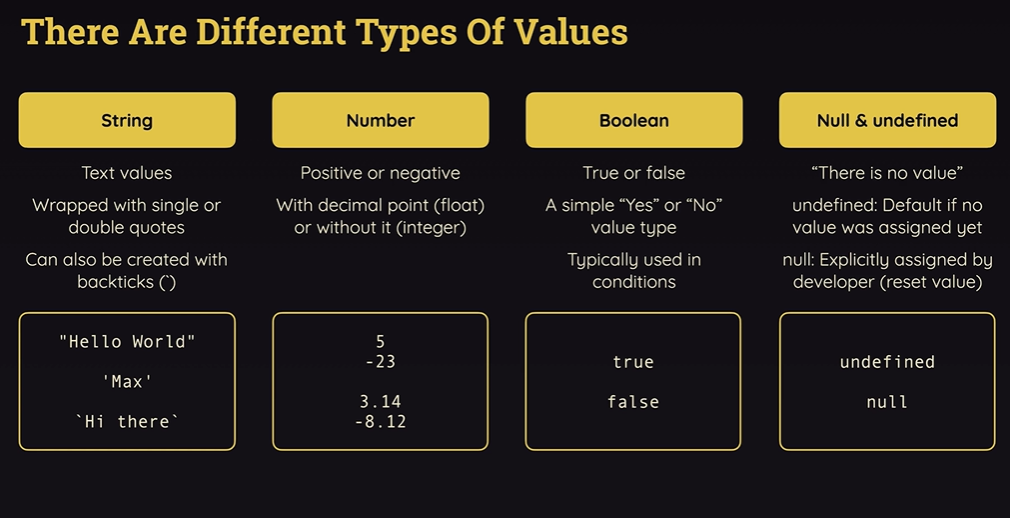 There Are Different Types Of Values
String
Text values
Wrapped with single or
double quotes
Can also be created with
backticks (`)
"Hello World"
'Max'
`Hi there`
Number
Positive or negative
With decimal point (float)
or without it (integer)
5
-23
3.14
-8.12
Boolean
True or false
A simple “Yes” or “No”
value type
Typically used in
conditions
true
false
Null & undefined
“There is no value”
undefined: Default if no
value was assigned yet
null: Explicitly assigned by
developer (reset value)
undefined
null